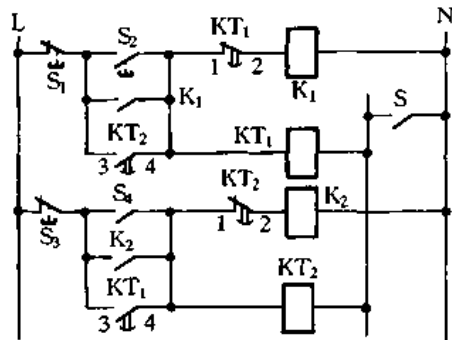 L N
S₂ KT₁
S₁ 1 2
K₁ K₁
S
KT₂ KT₁
3 4
S₄ KT₂ K₂
S₃ 1 2
K₂
KT₁ KT₂
3 4